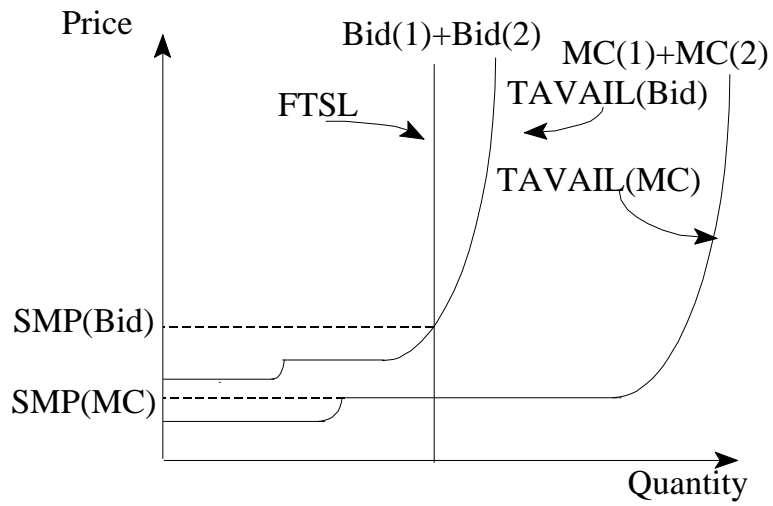 Price
Bid(1)+Bid(2)
MC(1)+MC(2)
FTSL
TAVAIL(Bid)
TAVAIL(MC)
SMP(Bid)
SMP(MC)
Quantity